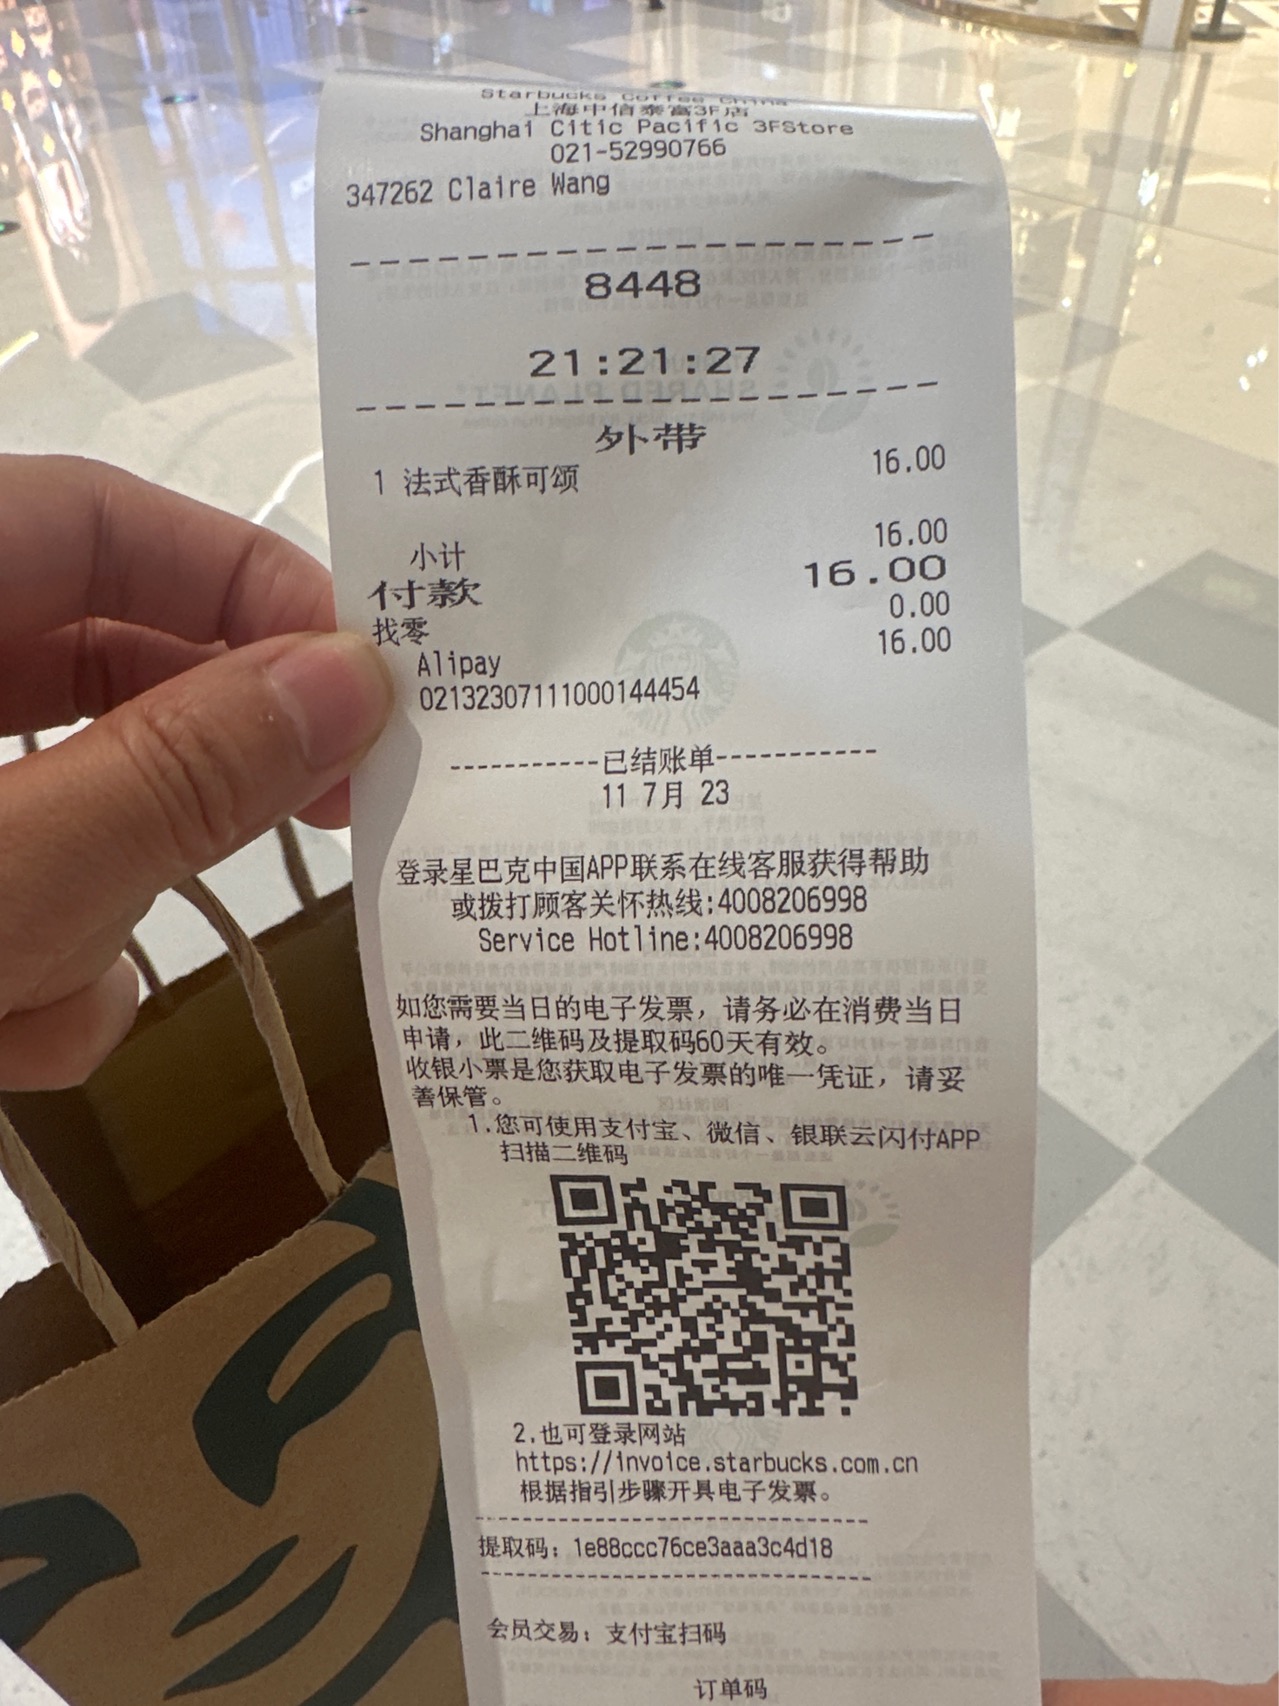 Starbucks Coffee China
上海中信泰富3F店
Shanghai Citic Pacific 3FStore
021-52990766
347262 Claire Wang
8448
21:21:27
外带
1 法式香酥可颂 16.00
小计 16.00
付款 16.00
找零 0.00
Alipay 16.00
02132307111000144454
-----------已结账单-----------
11 7月 23
登录星巴克中国APP联系在线客服获得帮助
或拨打顾客关怀热线:4008206998
Service Hotline:4008206998
如您需要当日的电子发票，请务必在消费当日
申请，此二维码及提取码60天有效。
收银小票是您获取电子发票的唯一凭证，请妥
善保管。
1.您可使用支付宝、微信、银联云闪付APP
扫描二维码
2.也可登录网站
https://invoice.starbucks.com.cn
根据指引步骤开具电子发票。
提取码: 1e88ccc76ce3aaa3c4d18
会员交易: 支付宝扫码
订单码